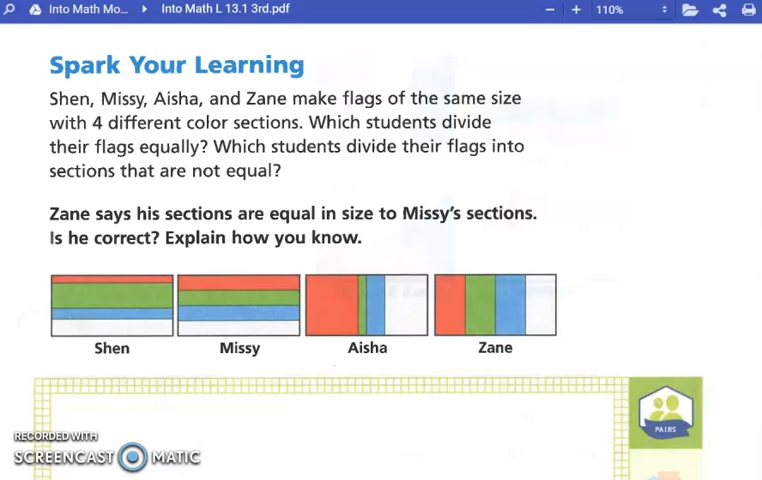 Into Math Mo...
Into Math L 13.1 3rd.pdf
110%
Spark Your Learning
Shen, Missy, Aisha, and Zane make flags of the same size
with 4 different color sections. Which students divide
their flags equally? Which students divide their flags into
sections that are not equal?
Zane says his sections are equal in size to Missy's sections.
Is he correct? Explain how you know.
Shen
Missy
Aisha
Zane
PAIRS
RECORDED WITH
SCREENCAST MATIC